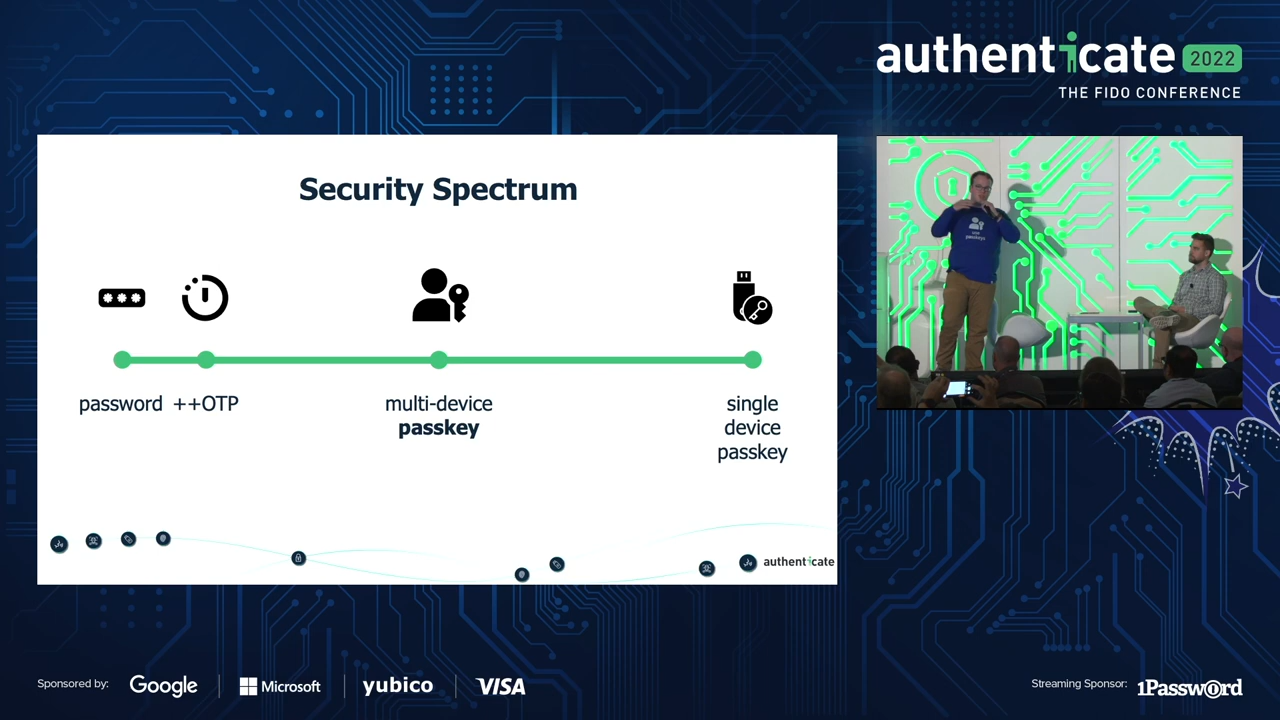 authenticate 2022
THE FIDO CONFERENCE
Security Spectrum
password
++OTP
multi-device
passkey
single
device
passkey
authenticate
passkeys
Sponsored by:
Google
Microsoft
yubico
VISA
Streaming Sponsor:
1Password